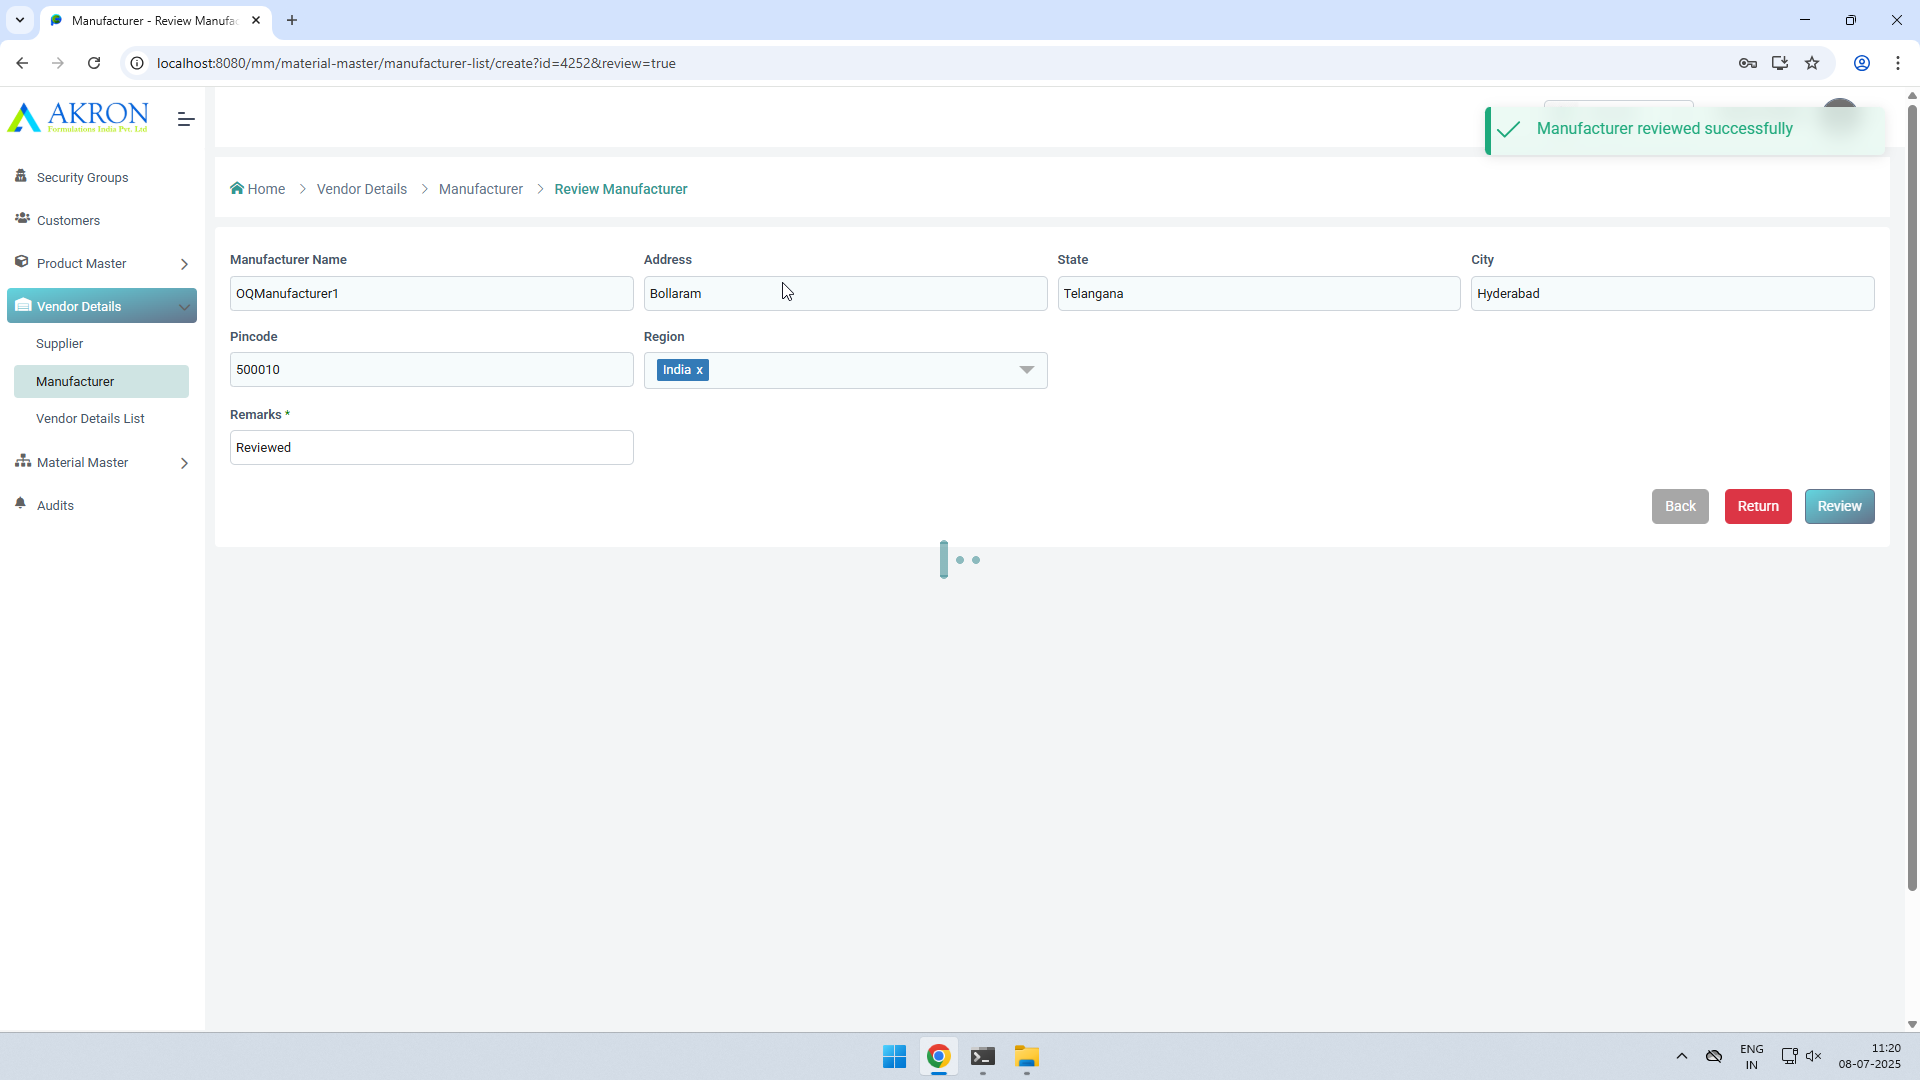 Manufacturer - Review Manufac
localhost:8080/mm/material-master/manufacturer-list/create?id=4252&review=true
AKRON
Formulations India Pvt. Ltd
Manufacturer reviewed successfully
Security Groups
Customers
Product Master
Vendor Details
Supplier
Manufacturer
Vendor Details List
Material Master
Audits
Home > Vendor Details > Manufacturer > Review Manufacturer
Manufacturer Name Address State City
OQManufacturer1 Bollaram Telangana Hyderabad
Pincode Region
500010 India x
Remarks *
Reviewed
Back Return Review
ENG
IN
11:20
08-07-2025